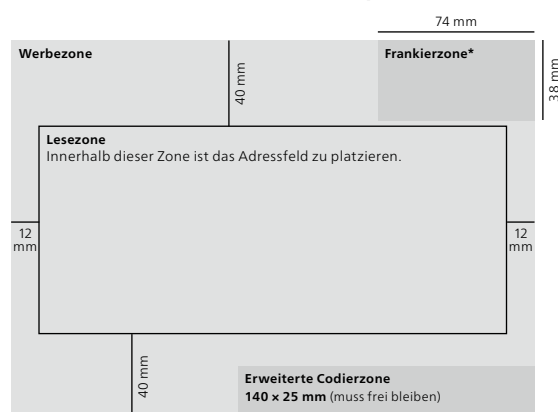 74 mm
Werbezone
Frankierzone*
40 mm
38 mm
Lesezone
Innerhalb dieser Zone ist das Adressfeld zu platzieren.
12
mm
12
mm
40 mm
Erweiterte Codierzone
140 × 25 mm (muss frei bleiben)